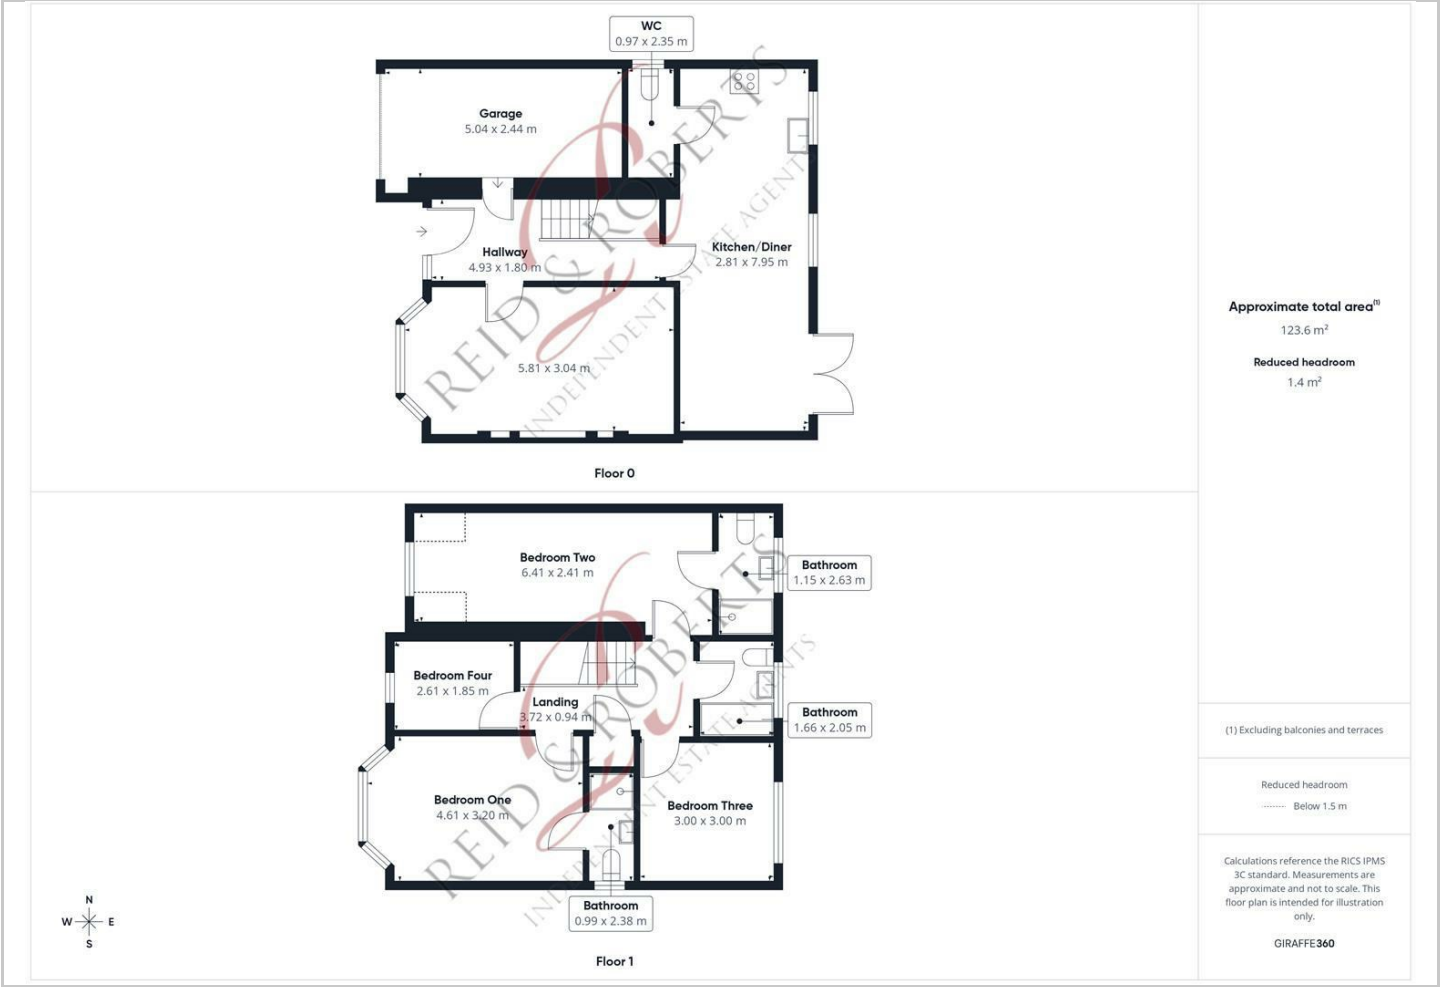 WC
0.97 x 2.35 m
Garage
5.04 x 2.44 m
Kitchen/Diner
2.81 x 7.95 m
Hallway
4.93 x 1.80 m
5.81 x 3.04 m
REID & ROBERTS
INDEPENDENT ESTATE AGENTS
Floor 0
Approximate total area(1)
123.6 m²
Reduced headroom
1.4 m²
Bedroom Two
6.41 x 2.41 m
Bathroom
1.15 x 2.63 m
Bedroom Four
2.61 x 1.85 m
Landing
3.72 x 0.94 m
Bathroom
1.66 x 2.05 m
Bedroom One
4.61 x 3.20 m
Bedroom Three
3.00 x 3.00 m
Bathroom
0.99 x 2.38 m
REID & ROBERTS
INDEPENDENT ESTATE AGENTS
N
W E
S
Floor 1
(1) Excluding balconies and terraces
Reduced headroom
Below 1.5 m
Calculations reference the RICS IPMS
3C standard. Measurements are
approximate and not to scale. This
floor plan is intended for illustration
only.
GIRAFFE360